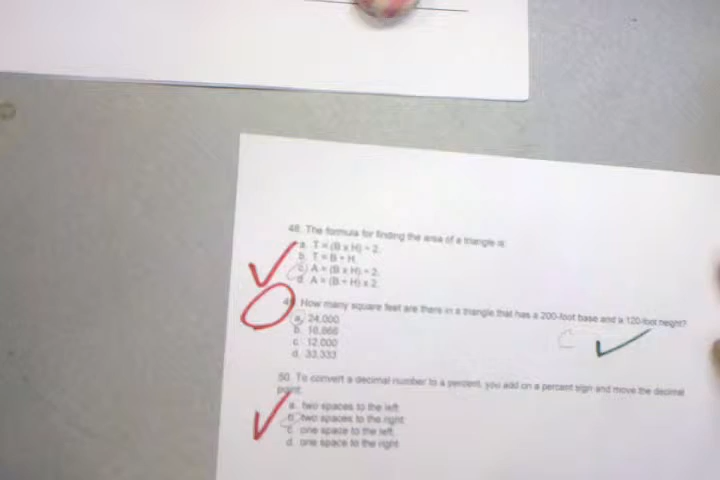 48. The formula for finding the area of a triangle is
a. T = (B x H) ÷ 2
b. T = B ÷ H
c. A = (B x H) ÷ 2
d. A = (B ÷ H) x 2
49. How many square feet are there in a triangle that has a 200-foot base and a 120-foot height?
a. 24,000
b. 16,666
c. 12,000
d. 33,333
C
50. To convert a decimal number to a percent, you add on a percent sign and move the decimal
point
a. two spaces to the left
b. two spaces to the right
c. one space to the left
d. one space to the right